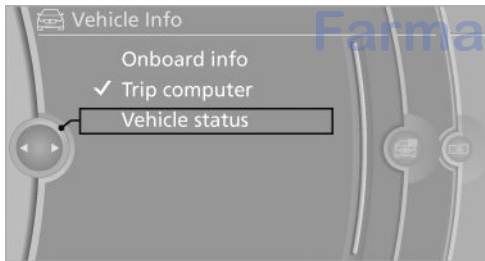 Vehicle Info
Farma
Onboard info
✓ Trip computer
Vehicle status